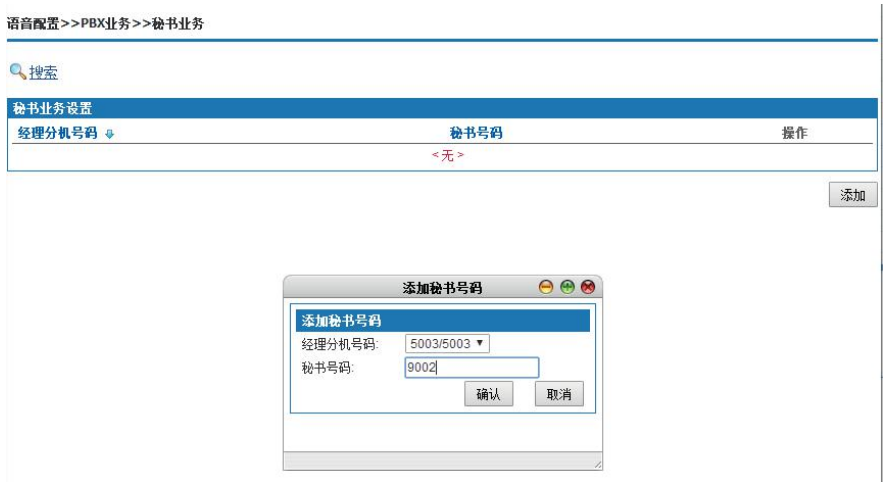 语音配置>>PBX业务>>秘书业务
搜索
秘书业务设置
经理分机号码 秘书号码 操作
<无>
添加
添加秘书号码
添加秘书号码
经理分机号码: 5003/5003
秘书号码: 9002
确认 取消